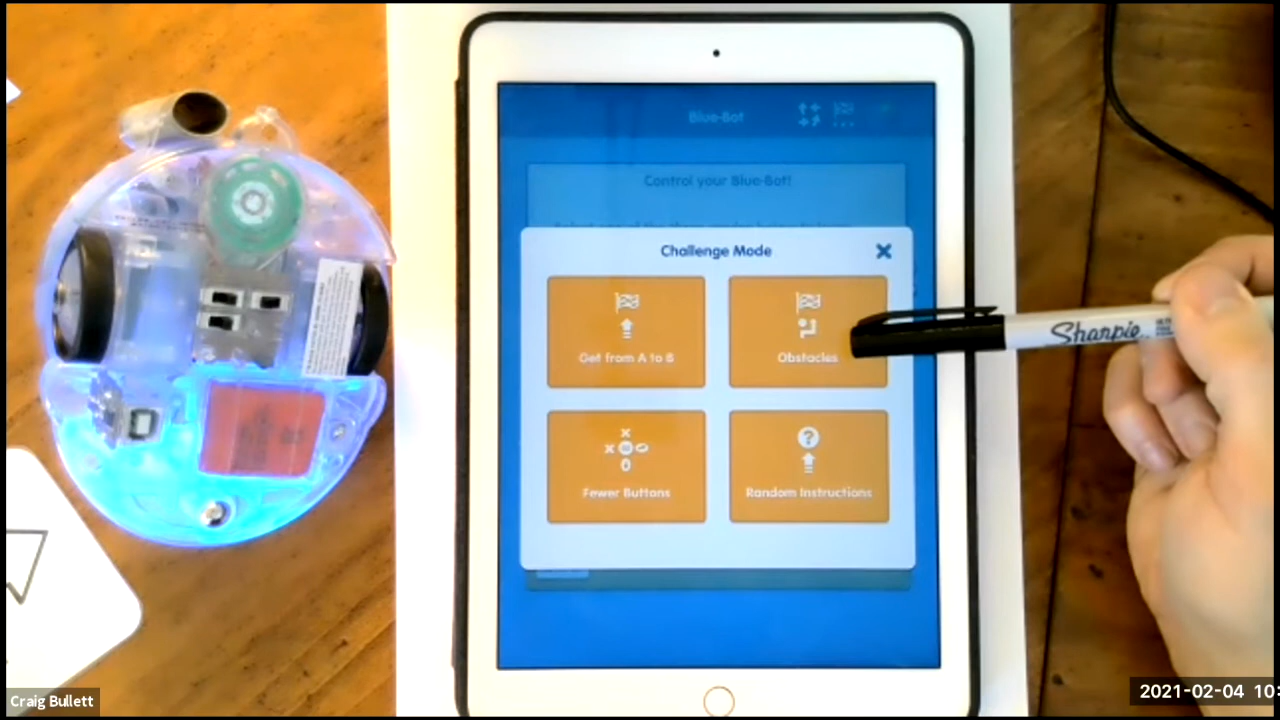 Blue-Bot
Control your Blue-Bot!
Challenge Mode
Get from A to B
Obstacles
Fewer Buttons
Random Instructions
Sharpie
Craig Bullett
2021-02-04 10: